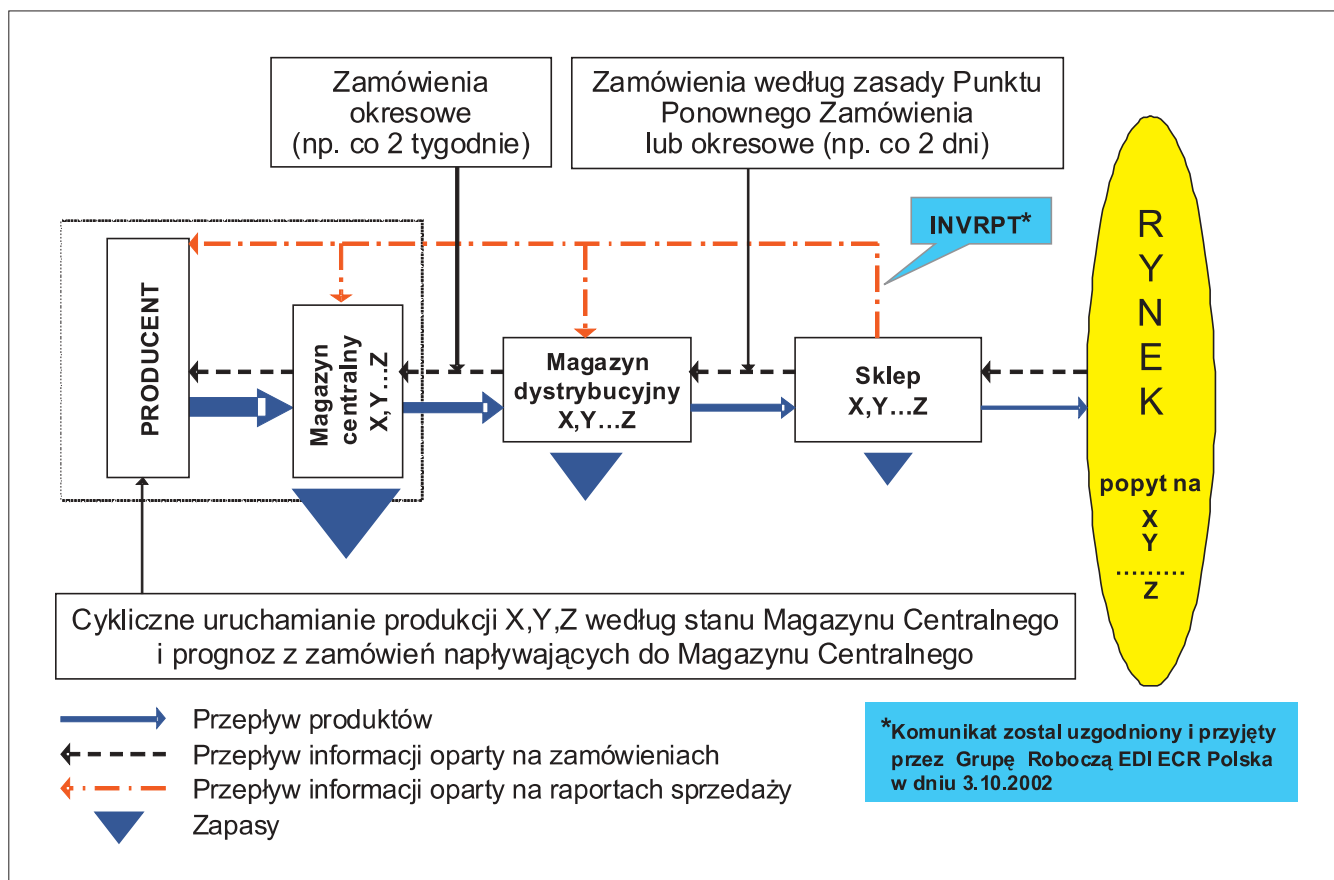 Zamówienia
okresowe
(np. co 2 tygodnie)
Zamówienia według zasady Punktu
Ponownego Zamówienia
lub okresowe (np. co 2 dni)
INVRPT*
PRODUCENT
Magazyn
centralny
X,Y...Z
Magazyn
dystrybucyjny
X,Y...Z
Sklep
X,Y...Z
R
Y
N
E
K
popyt na
X
Y
.........
Z
Cykliczne uruchamianie produkcji X,Y,Z według stanu Magazynu Centralnego
i prognoz z zamówień napływających do Magazynu Centralnego
Przepływ produktów
Przepływ informacji oparty na zamówieniach
Przepływ informacji oparty na raportach sprzedaży
Zapasy
*Komunikat zostal uzgodniony i przyjęty
przez Grupę Roboczą EDI ECR Polska
w dniu 3.10.2002